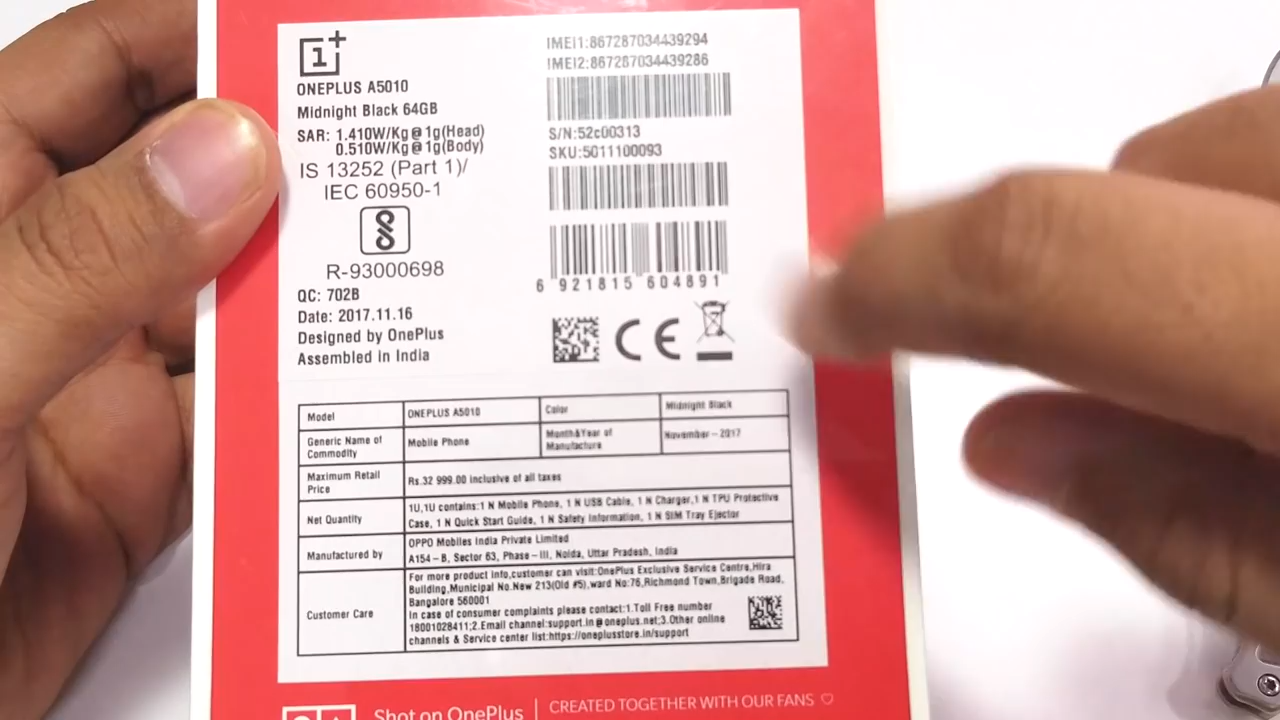 1+
ONEPLUS A5010
Midnight Black 64GB
SAR: 1.410W/Kg@1g(Head)
0.510W/Kg@1g(Body)
IS 13252 (Part 1)/
IEC 60950-1
R-93000698
QC: 702B
Date: 2017.11.16
Designed by OnePlus
Assembled in India
IMEI1:867287034439294
IMEI2:867287034439286
S/N:52c00313
SKU:5011100093
6 921815 604891
CE
Model ONEPLUS A5010 Color Midnight Black
Generic Name of
Commodity
Mobile Phone
Month&Year of
Manufacture
November-2017
Maximum Retail
Price
Rs.32 999.00 inclusive of all taxes
Net Quantity
1U,1U contains:1 N Mobile Phone, 1 N USB Cable, 1 N Charger,1 N TPU Protective
Case, 1 N Quick Start Guide, 1 N Safety Information, 1 N SIM Tray Ejector
Manufactured by
OPPO Mobiles India Private Limited
A154-B, Sector 63, Phase-III, Noida, Uttar Pradesh, India
Customer Care
For more product info,customer can visit:OnePlus Exclusive Service Centre,Hira
Building,Municipal No.New 213(Old #5),ward No:76,Richmond Town,Brigade Road,
Bangalore 560001
In case of consumer complaints please contact:1.Toll Free number
18001028411;2.Email channel:support.in@oneplus.net;3.Other online
channels & Service center list:https://oneplusstore.in/support
Shot on OnePlus
CREATED TOGETHER WITH OUR FANS